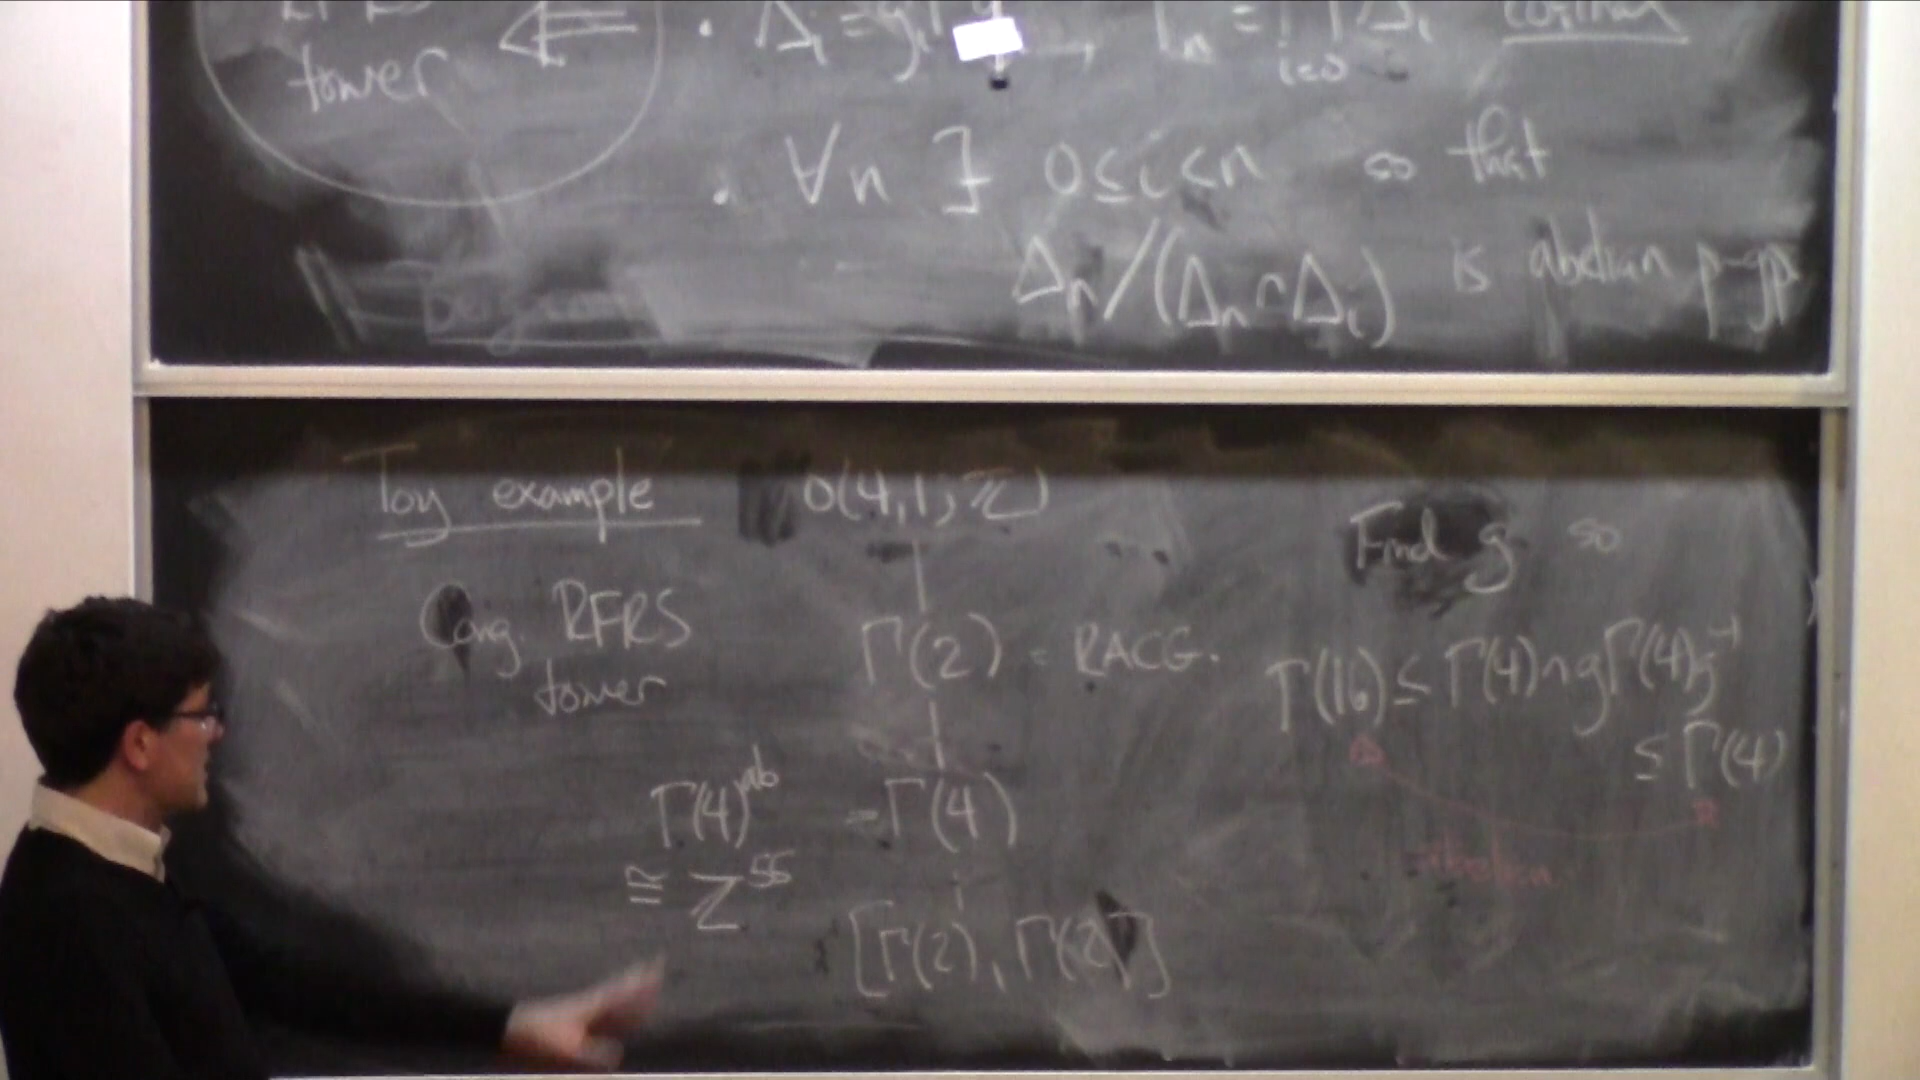 tower ⇐ · Δ_i = g_i Γ , Γ_n = ∩_{i=0} Δ_i cofinal
· ∀n ∃ 0≤i<n so that
Δ_n/(Δ_n ∩ Δ_i) is abelian p-gp
Toy example O(4,1; ℤ)
Cong. RFRS
tower
Γ(2) = RACG.
Γ(4)^{ab} = Γ(4)
≅ ℤ^{55}
[Γ(2), Γ(2)]
Find g so
Γ(16) ≤ Γ(4) ∩ gΓ(4)g^{-1}
≤ Γ(4)
abelian